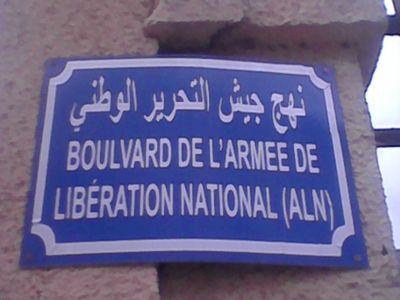 نهج جيش التحرير الوطني
BOULVARD DE L'ARMEE DE
LIBÉRATION NATIONAL (ALN)